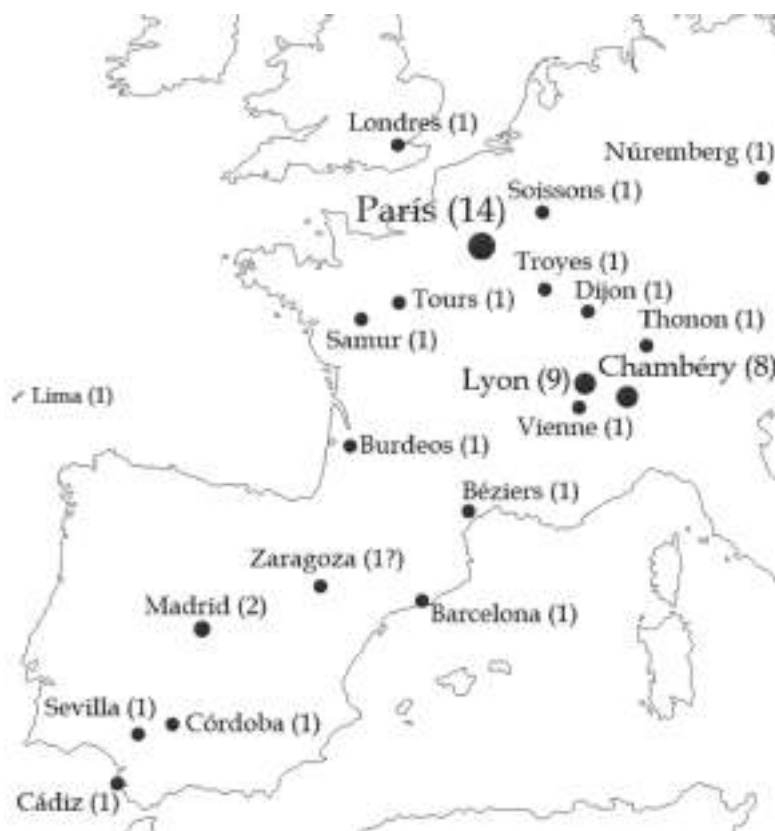 Londres (1)
Núremberg (1)
Soissons (1)
París (14)
Troyes (1)
Dijon (1)
Tours (1)
Thonon (1)
Samur (1)
Chambéry (8)
Lyon (9)
Lima (1)
Vienne (1)
Burdeos (1)
Béziers (1)
Zaragoza (1?)
Madrid (2)
Barcelona (1)
Sevilla (1)
Córdoba (1)
Cádiz (1)